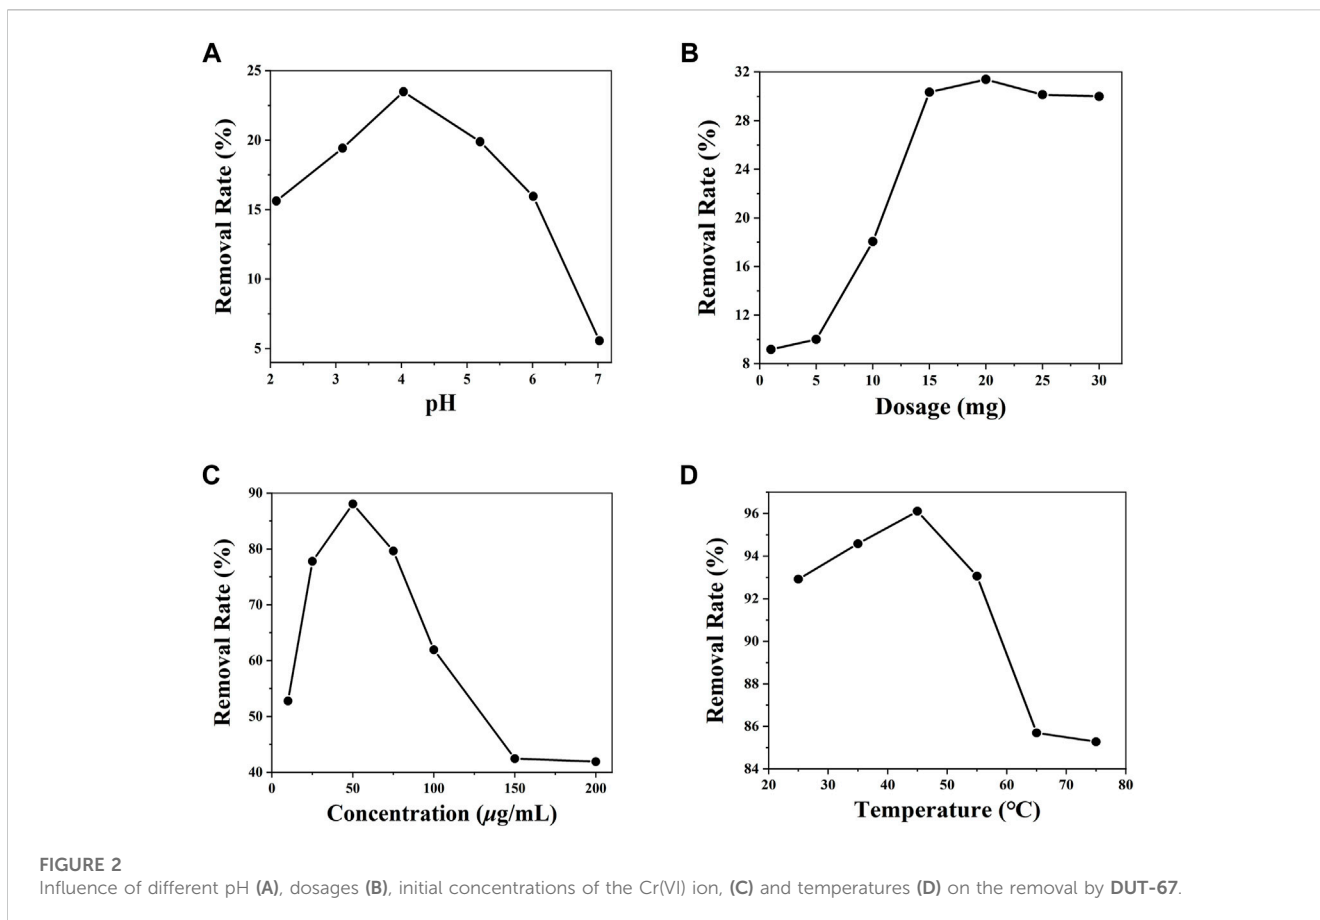 A
25
20
15
10
5
2 3 4 5 6 7
Removal Rate (%)
pH
B
32
28
24
20
16
12
8
0 5 10 15 20 25 30
Removal Rate (%)
Dosage (mg)
C
90
80
70
60
50
40
0 50 100 150 200
Removal Rate (%)
Concentration (μg/mL)
D
96
94
92
90
88
86
84
20 30 40 50 60 70 80
Removal Rate (%)
Temperature (°C)
FIGURE 2
Influence of different pH (A), dosages (B), initial concentrations of the Cr(VI) ion, (C) and temperatures (D) on the removal by DUT-67.